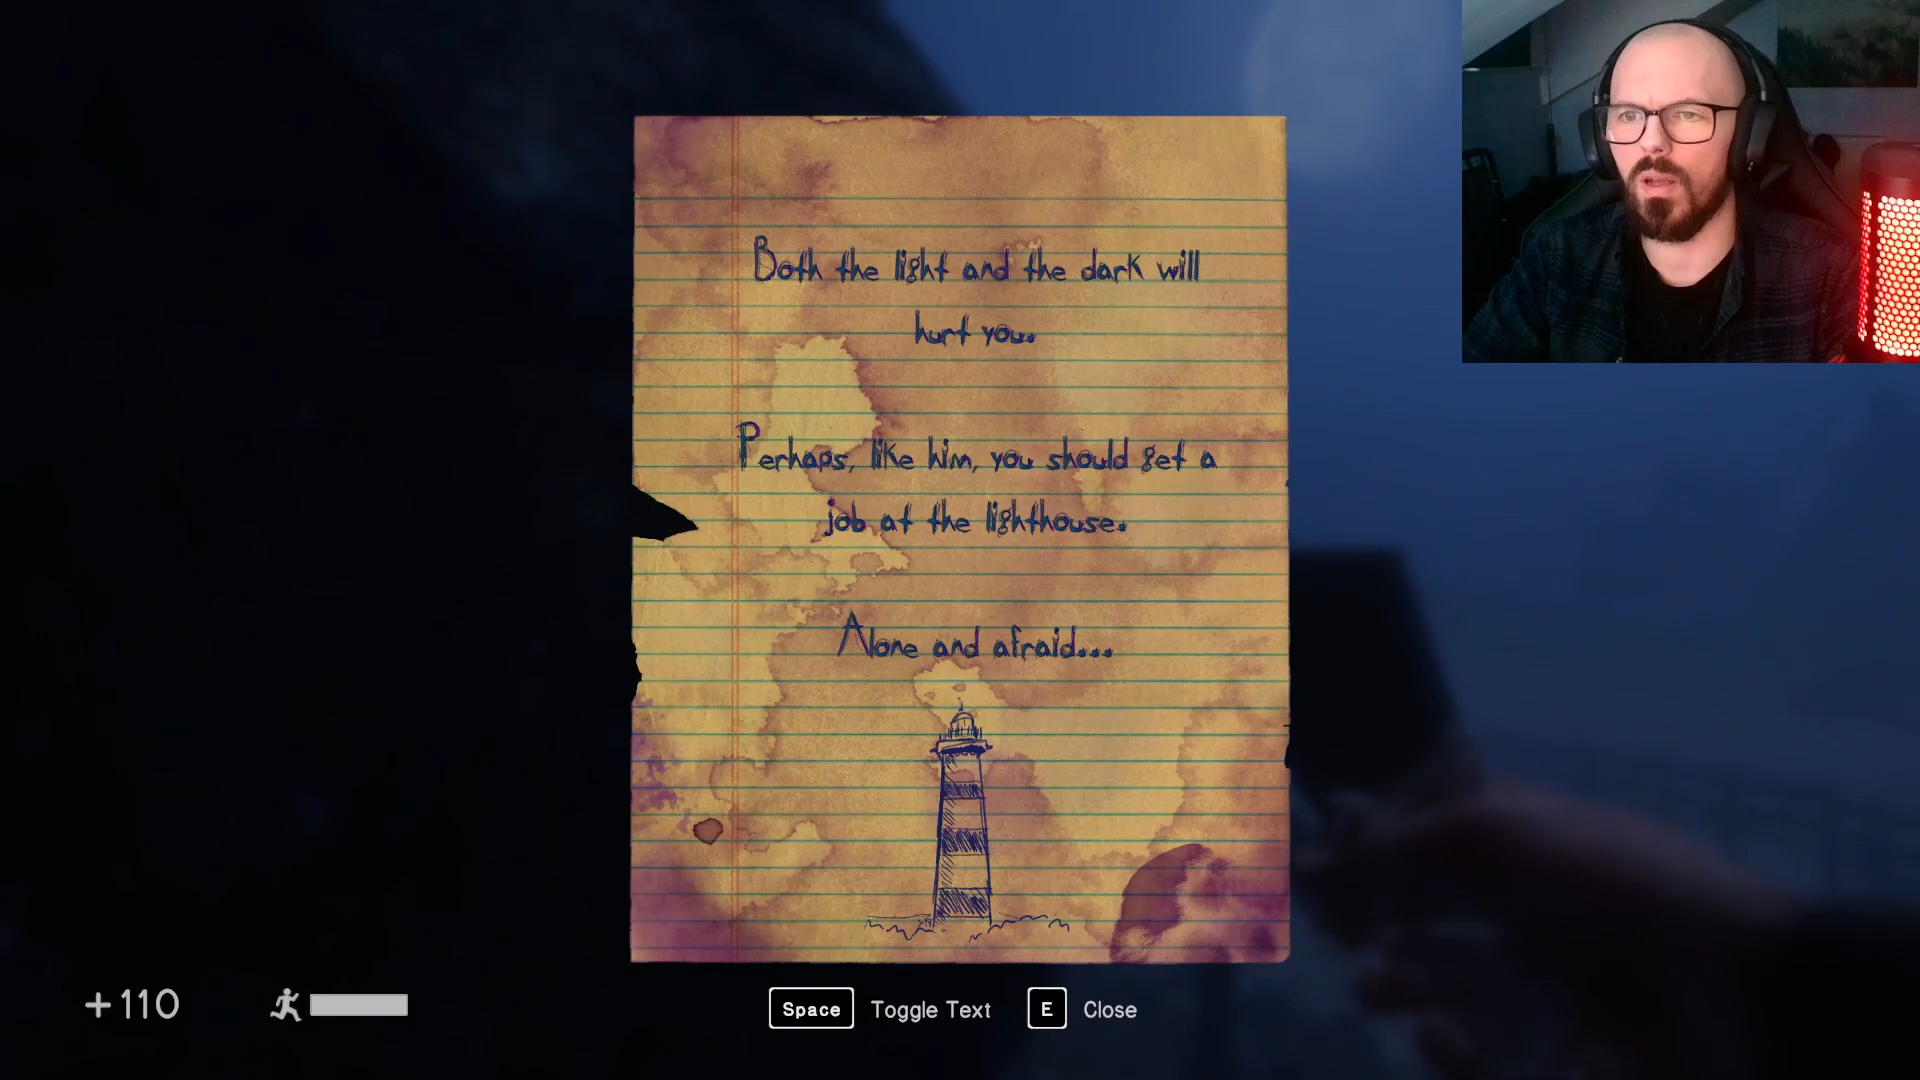 Both the light and the dark will
hurt you.
Perhaps, like him, you should get a
job at the lighthouse.
Alone and afraid...
+110
Space Toggle Text E Close